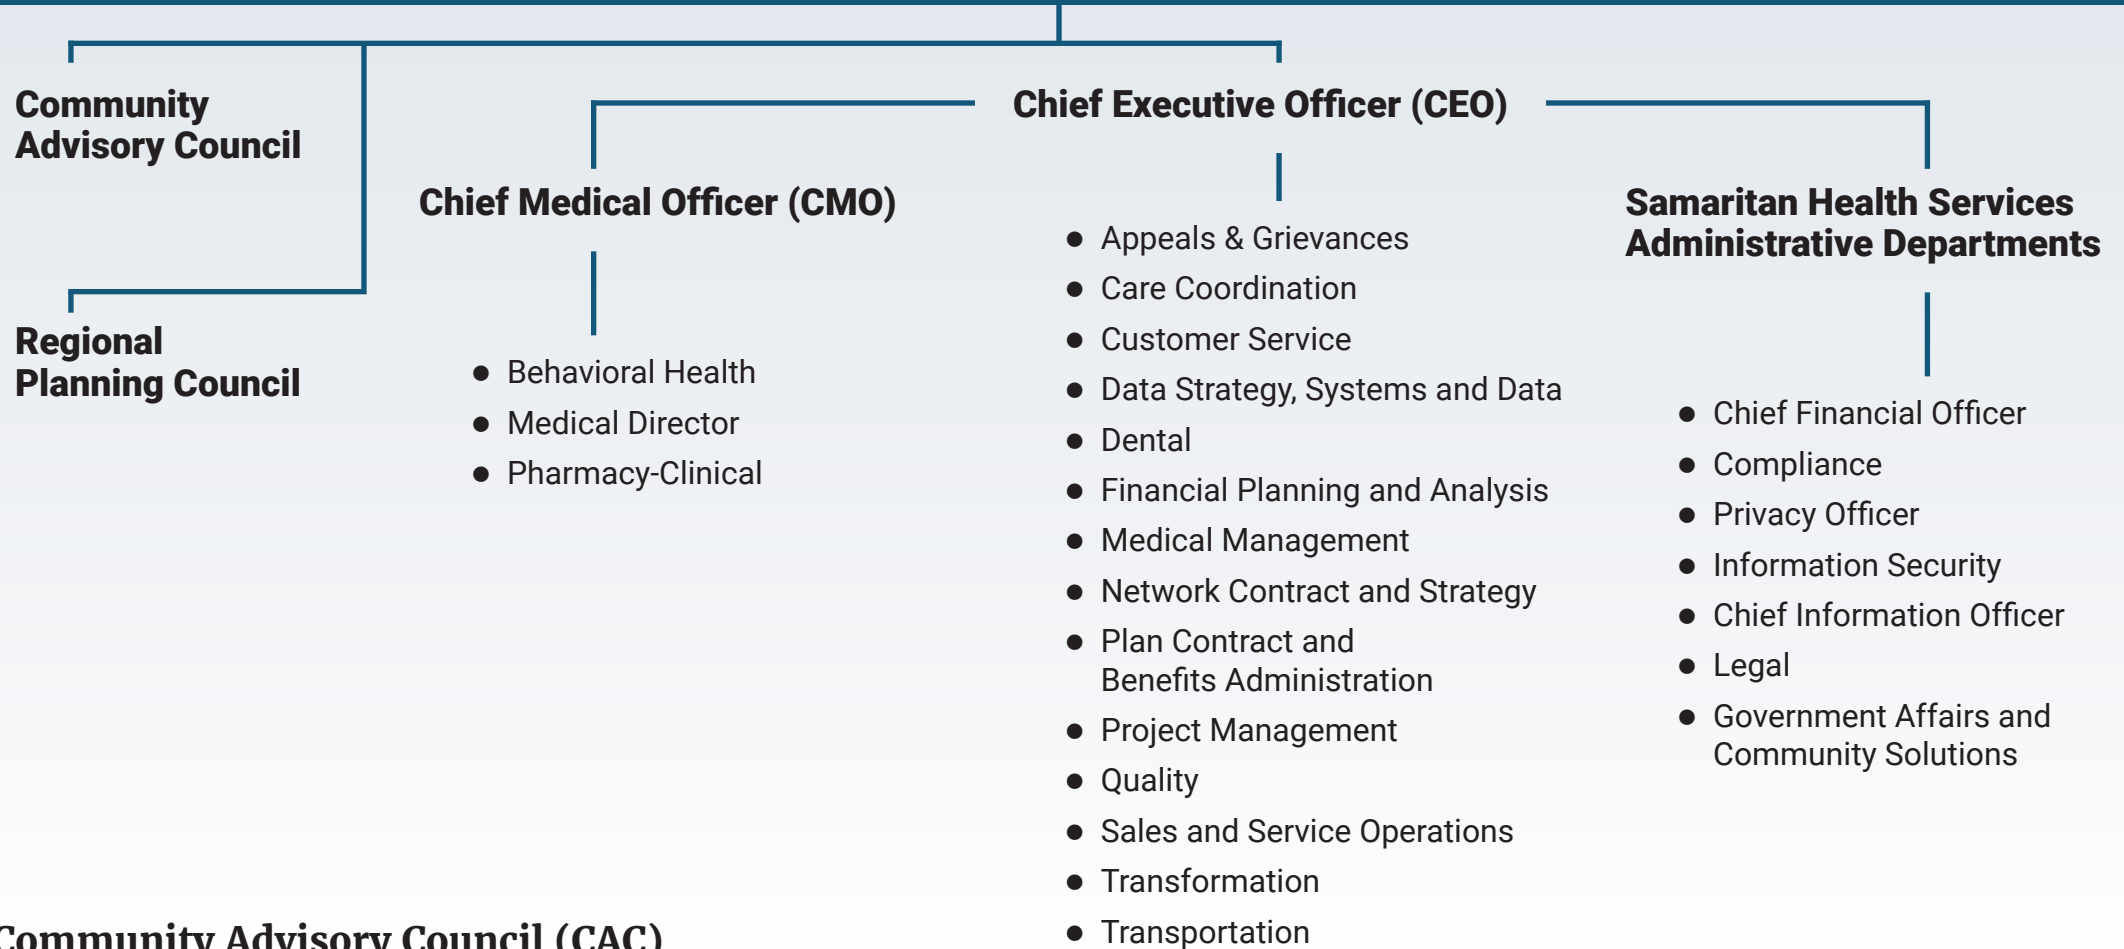 Community
Advisory Council
Regional
Planning Council
Chief Medical Officer (CMO)
● Behavioral Health
● Medical Director
● Pharmacy-Clinical
Chief Executive Officer (CEO)
● Appeals & Grievances
● Care Coordination
● Customer Service
● Data Strategy, Systems and Data
● Dental
● Financial Planning and Analysis
● Medical Management
● Network Contract and Strategy
● Plan Contract and
Benefits Administration
● Project Management
● Quality
● Sales and Service Operations
● Transformation
● Transportation
Samaritan Health Services
Administrative Departments
● Chief Financial Officer
● Compliance
● Privacy Officer
● Information Security
● Chief Information Officer
● Legal
● Government Affairs and
Community Solutions
Community Advisory Council (CAC)